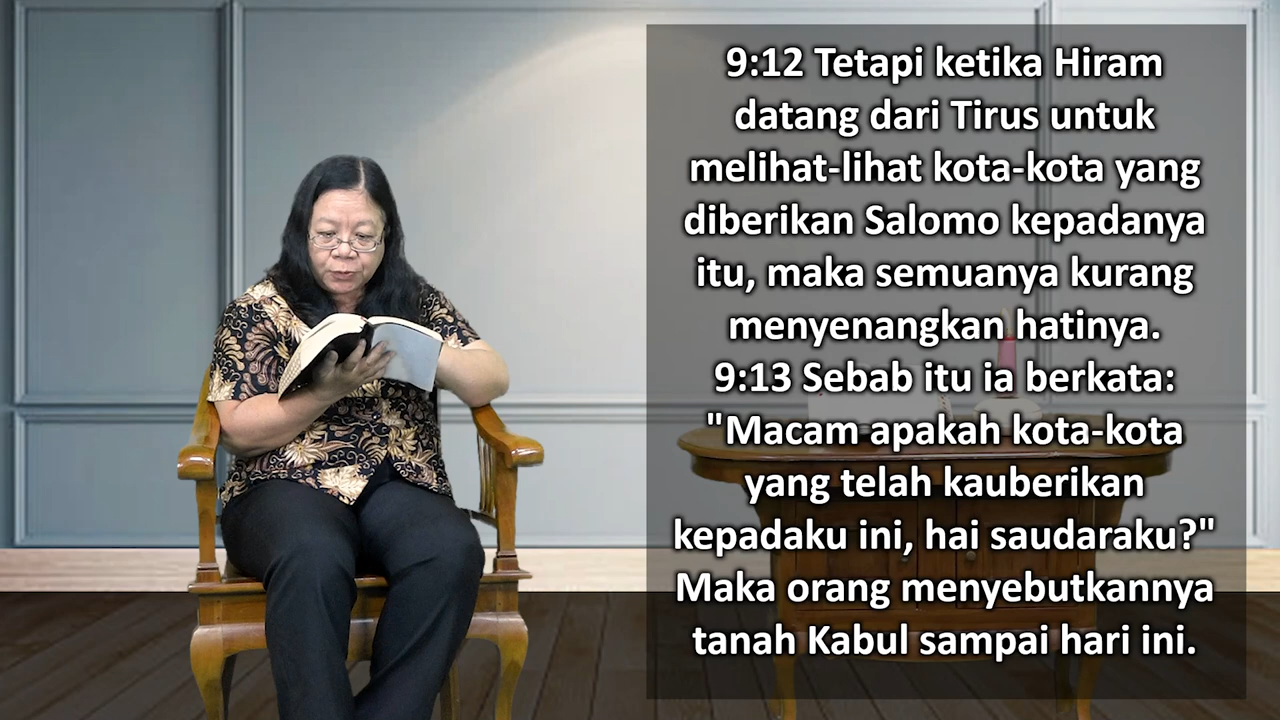 9:12 Tetapi ketika Hiram
datang dari Tirus untuk
melihat-lihat kota-kota yang
diberikan Salomo kepadanya
itu, maka semuanya kurang
menyenangkan hatinya.
9:13 Sebab itu ia berkata:
"Macam apakah kota-kota
yang telah kauberikan
kepadaku ini, hai saudaraku?"
Maka orang menyebutkannya
tanah Kabul sampai hari ini.